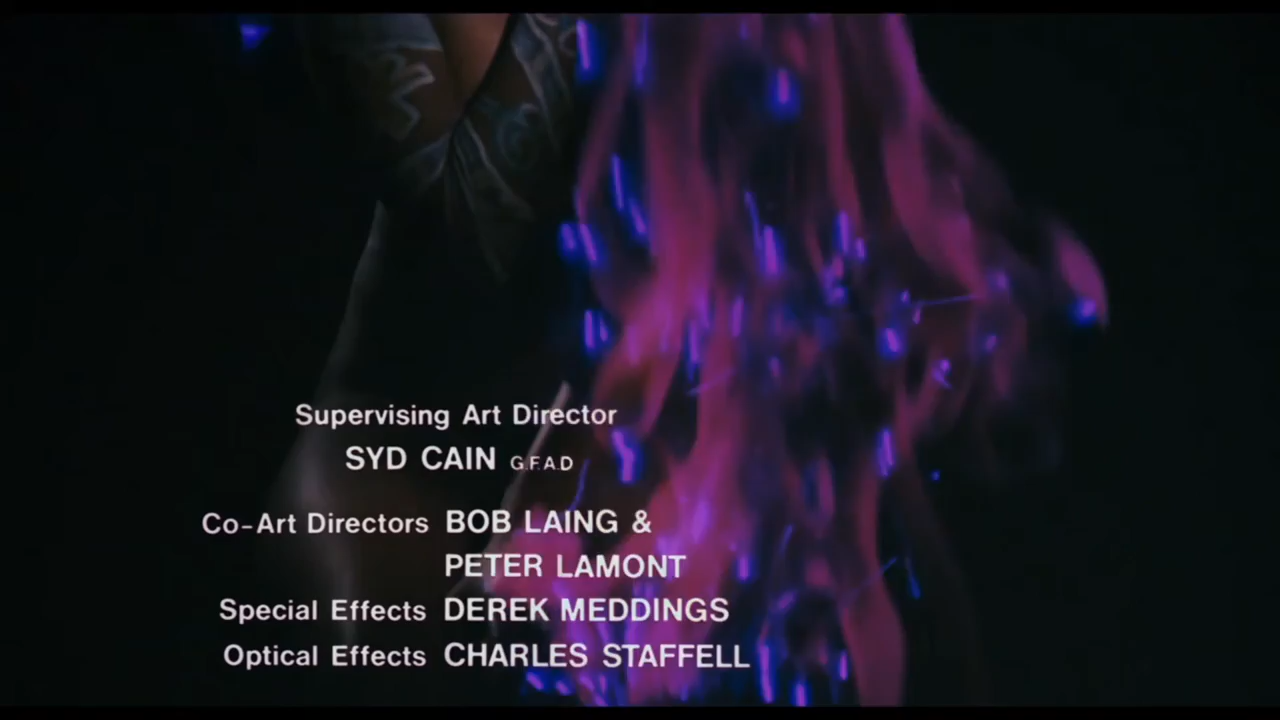 Supervising Art Director
SYD CAIN G.F.A.D
Co-Art Directors BOB LAING &
PETER LAMONT
Special Effects DEREK MEDDINGS
Optical Effects CHARLES STAFFELL